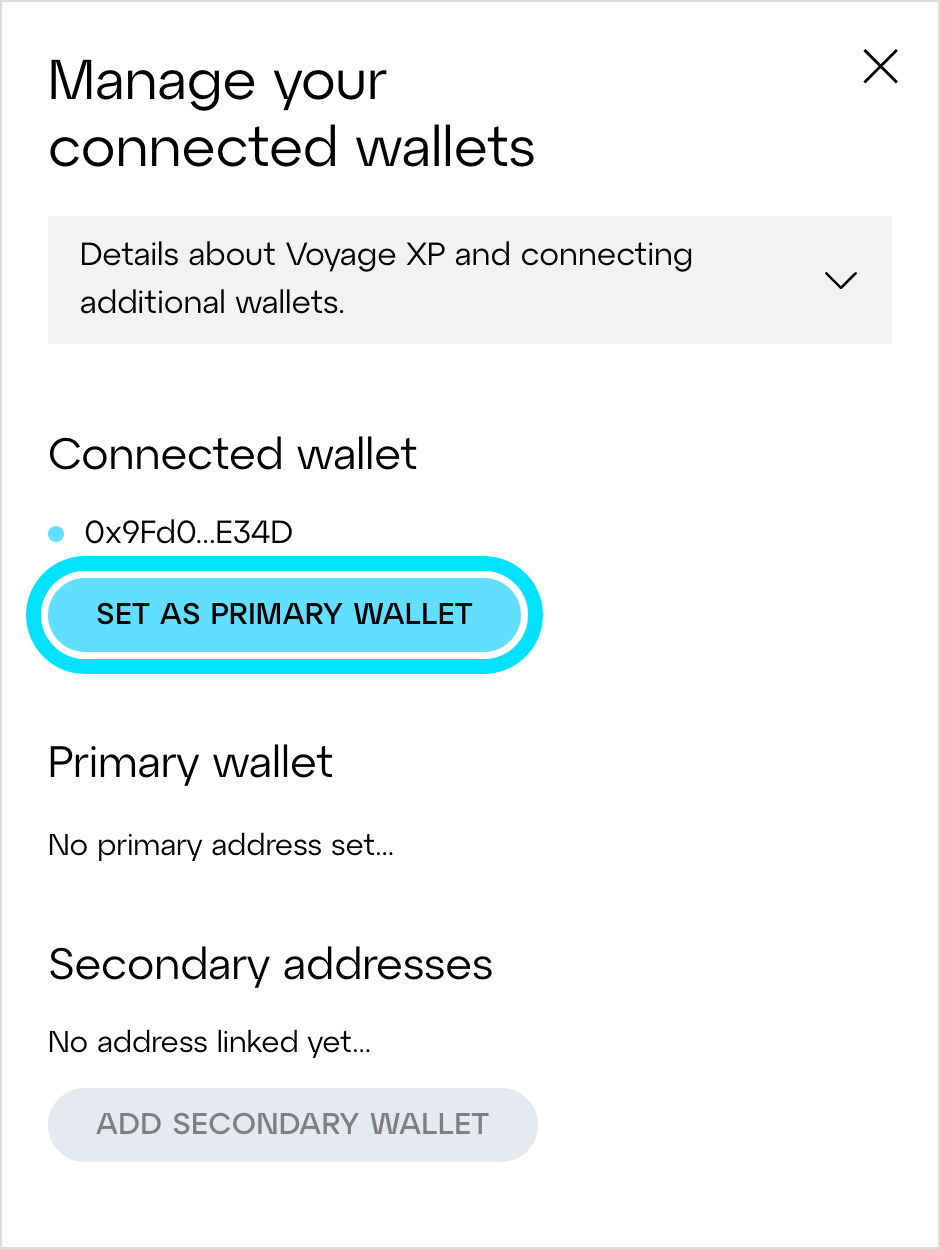 Manage your
connected wallets
Details about Voyage XP and connecting
additional wallets.
Connected wallet
0x9Fd0...E34D
SET AS PRIMARY WALLET
Primary wallet
No primary address set...
Secondary addresses
No address linked yet...
ADD SECONDARY WALLET